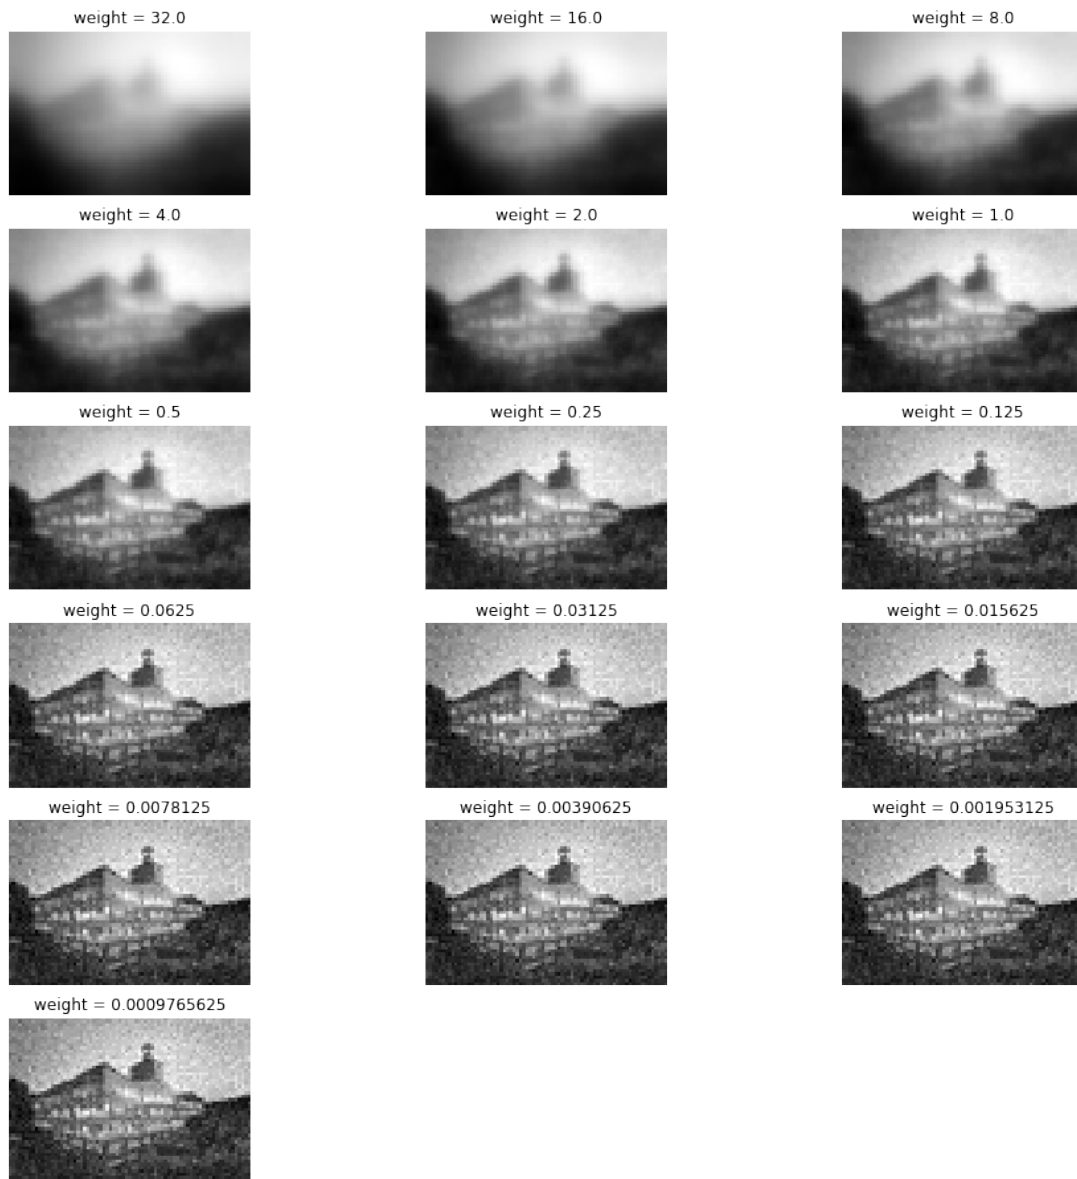 weight = 32.0
weight = 16.0
weight = 8.0
weight = 4.0
weight = 2.0
weight = 1.0
weight = 0.5
weight = 0.25
weight = 0.125
weight = 0.0625
weight = 0.03125
weight = 0.015625
weight = 0.0078125
weight = 0.00390625
weight = 0.001953125
weight = 0.0009765625